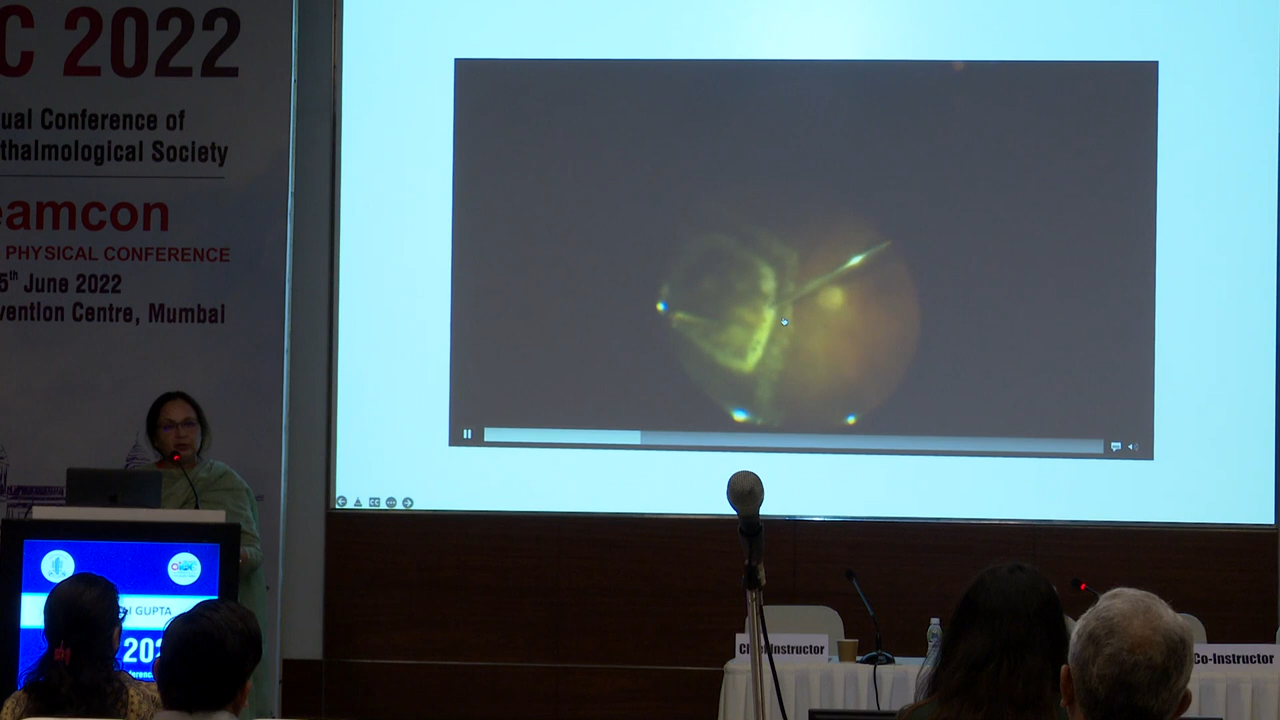 C 2022
ual Conference of
thalmological Society
eamcon
PHYSICAL CONFERENCE
5th June 2022
vention Centre, Mumbai
I GUPTA
202
Chief Instructor
Co-Instructor